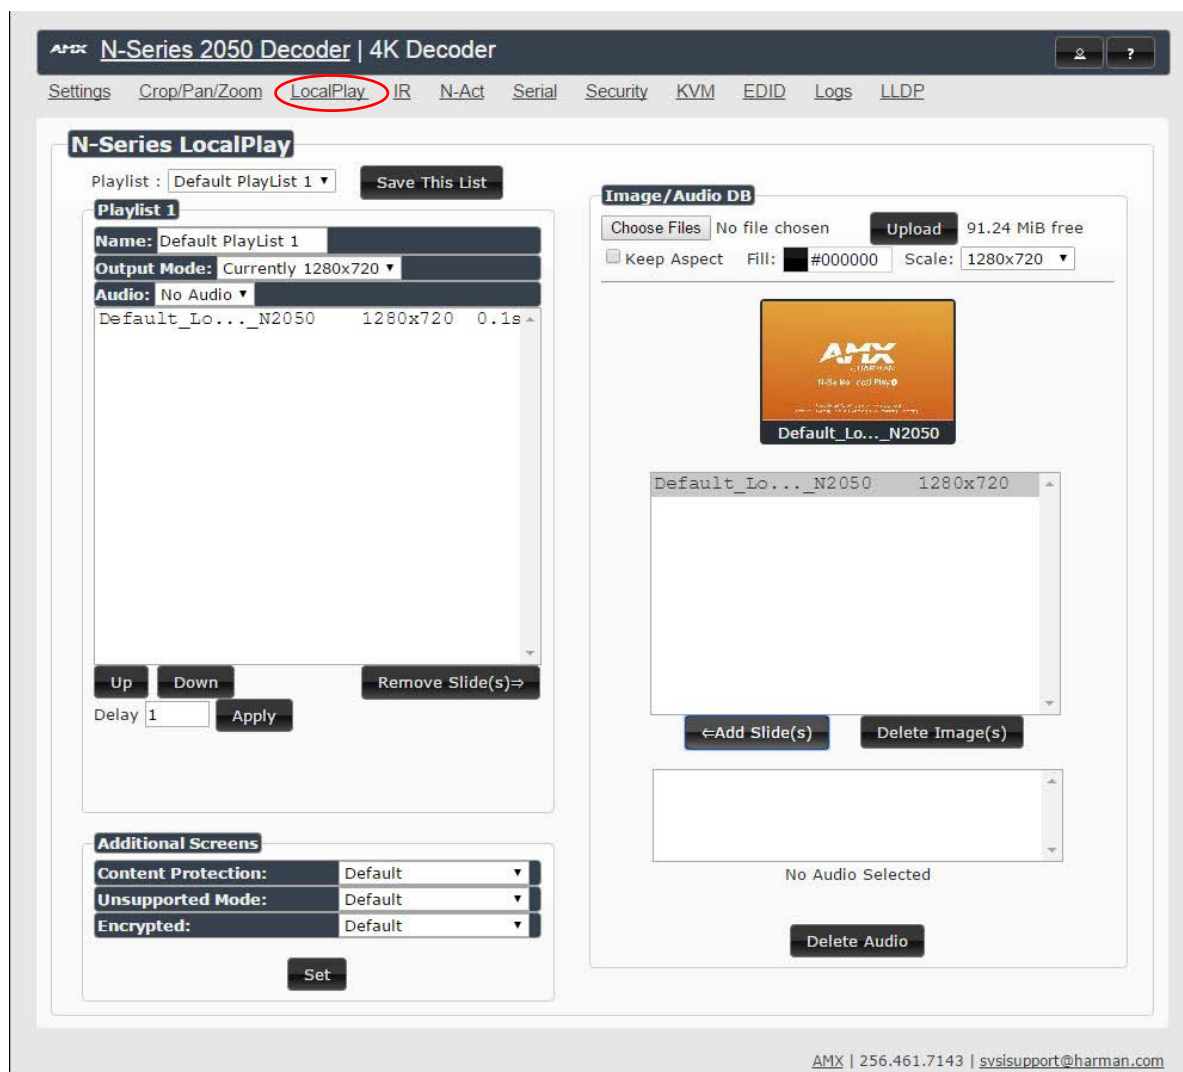 AMX N-Series 2050 Decoder | 4K Decoder ?
Settings Crop/Pan/Zoom LocalPlay IR N-Act Serial Security KVM EDID Logs LLDP
N-Series LocalPlay
Playlist : Default PlayList 1 ▼ Save This List
Playlist 1
Name: Default PlayList 1
Output Mode: Currently 1280x720 ▼
Audio: No Audio ▼
Default_Lo..._N2050 1280x720 0.1s
Up Down Remove Slide(s)⇒
Delay 1 Apply
Additional Screens
Content Protection: Default ▼
Unsupported Mode: Default ▼
Encrypted: Default ▼
Set
Image/Audio DB
Choose Files No file chosen Upload 91.24 MiB free
Keep Aspect Fill: #000000 Scale: 1280x720 ▼
AMX
Default_Lo..._N2050
Default_Lo..._N2050 1280x720
⇐Add Slide(s) Delete Image(s)
No Audio Selected
Delete Audio
AMX | 256.461.7143 | svsisupport@harman.com